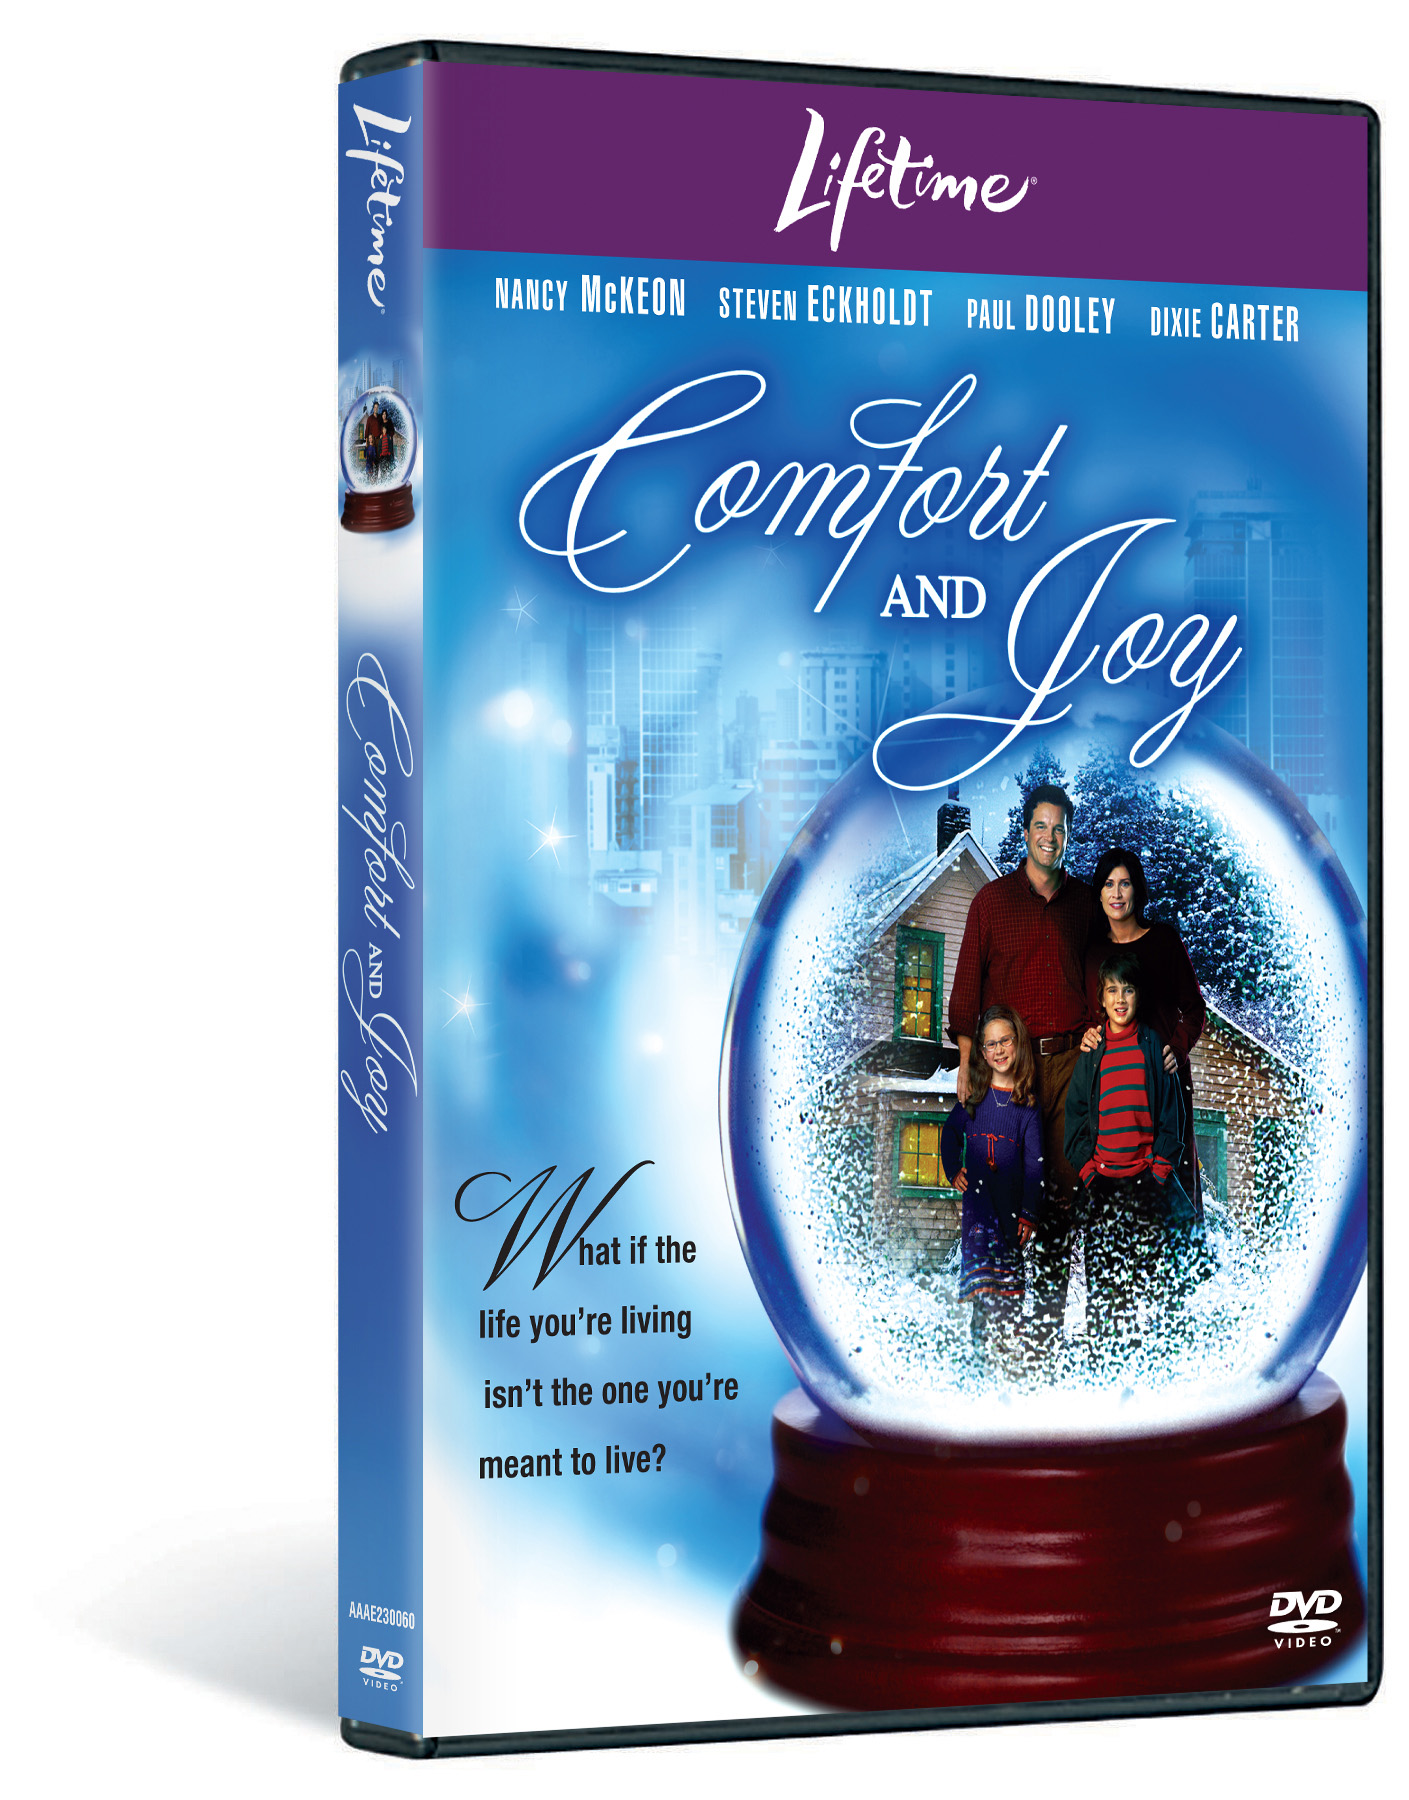 Lifetime
Comfort AND Joy
AAAE230060
DVD
VIDEO
Lifetime®
NANCY McKEON STEVEN ECKHOLDT PAUL DOOLEY DIXIE CARTER
Comfort
AND Joy
What if the
life you're living
isn't the one you're
meant to live?
DVD™
VIDEO